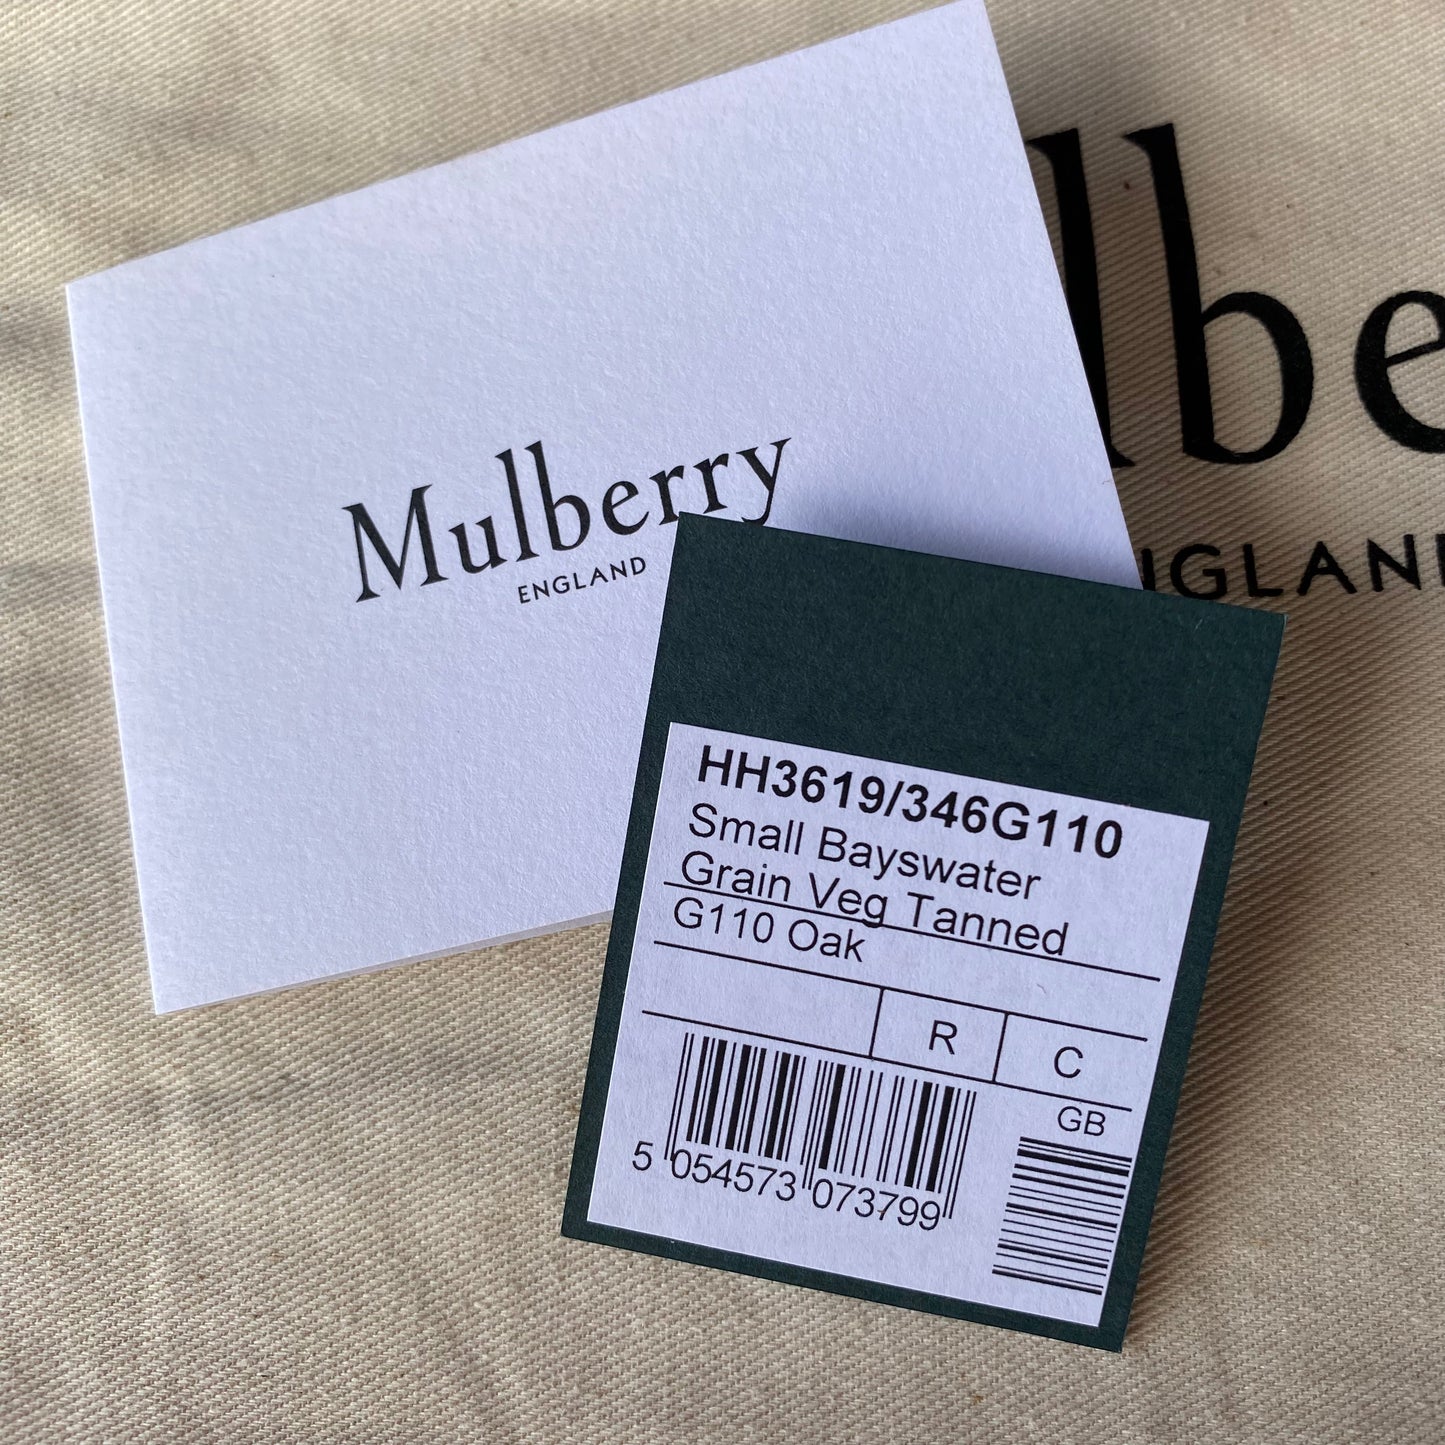 Mulberry
ENGLAND
lbe
NGLAN
HH3619/346G110
Small Bayswater
Grain Veg Tanned
G110 Oak
R
C
GB
5 054573 073799